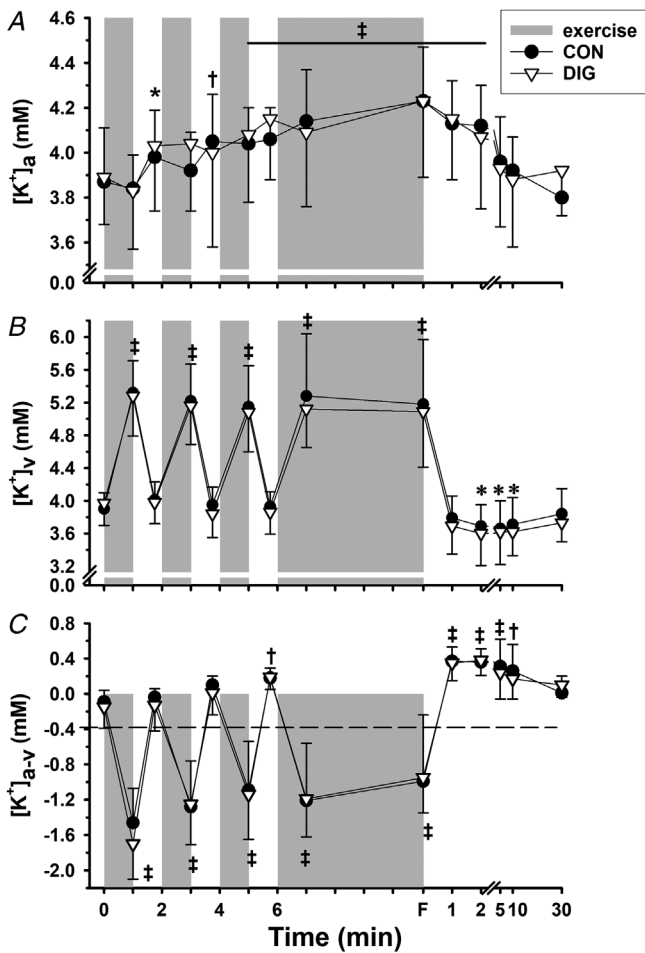 A
4.6
4.4
4.2
4.0
3.8
3.6
0.0
[K⁺]ₐ (mM)
‡
* †
exercise
CON
DIG
B
6.0
5.6
5.2
4.8
4.4
4.0
3.6
3.2
0.0
[K⁺]ᵥ (mM)
‡ ‡ ‡ ‡ ‡
* * *
C
0.8
0.4
0.0
-0.4
-0.8
-1.2
-1.6
-2.0
[K⁺]ₐ₋ᵥ (mM)
† ‡ ‡ ‡ †
‡ ‡ ‡ ‡ ‡
0 2 4 6 F 1 2 5 10 30
Time (min)